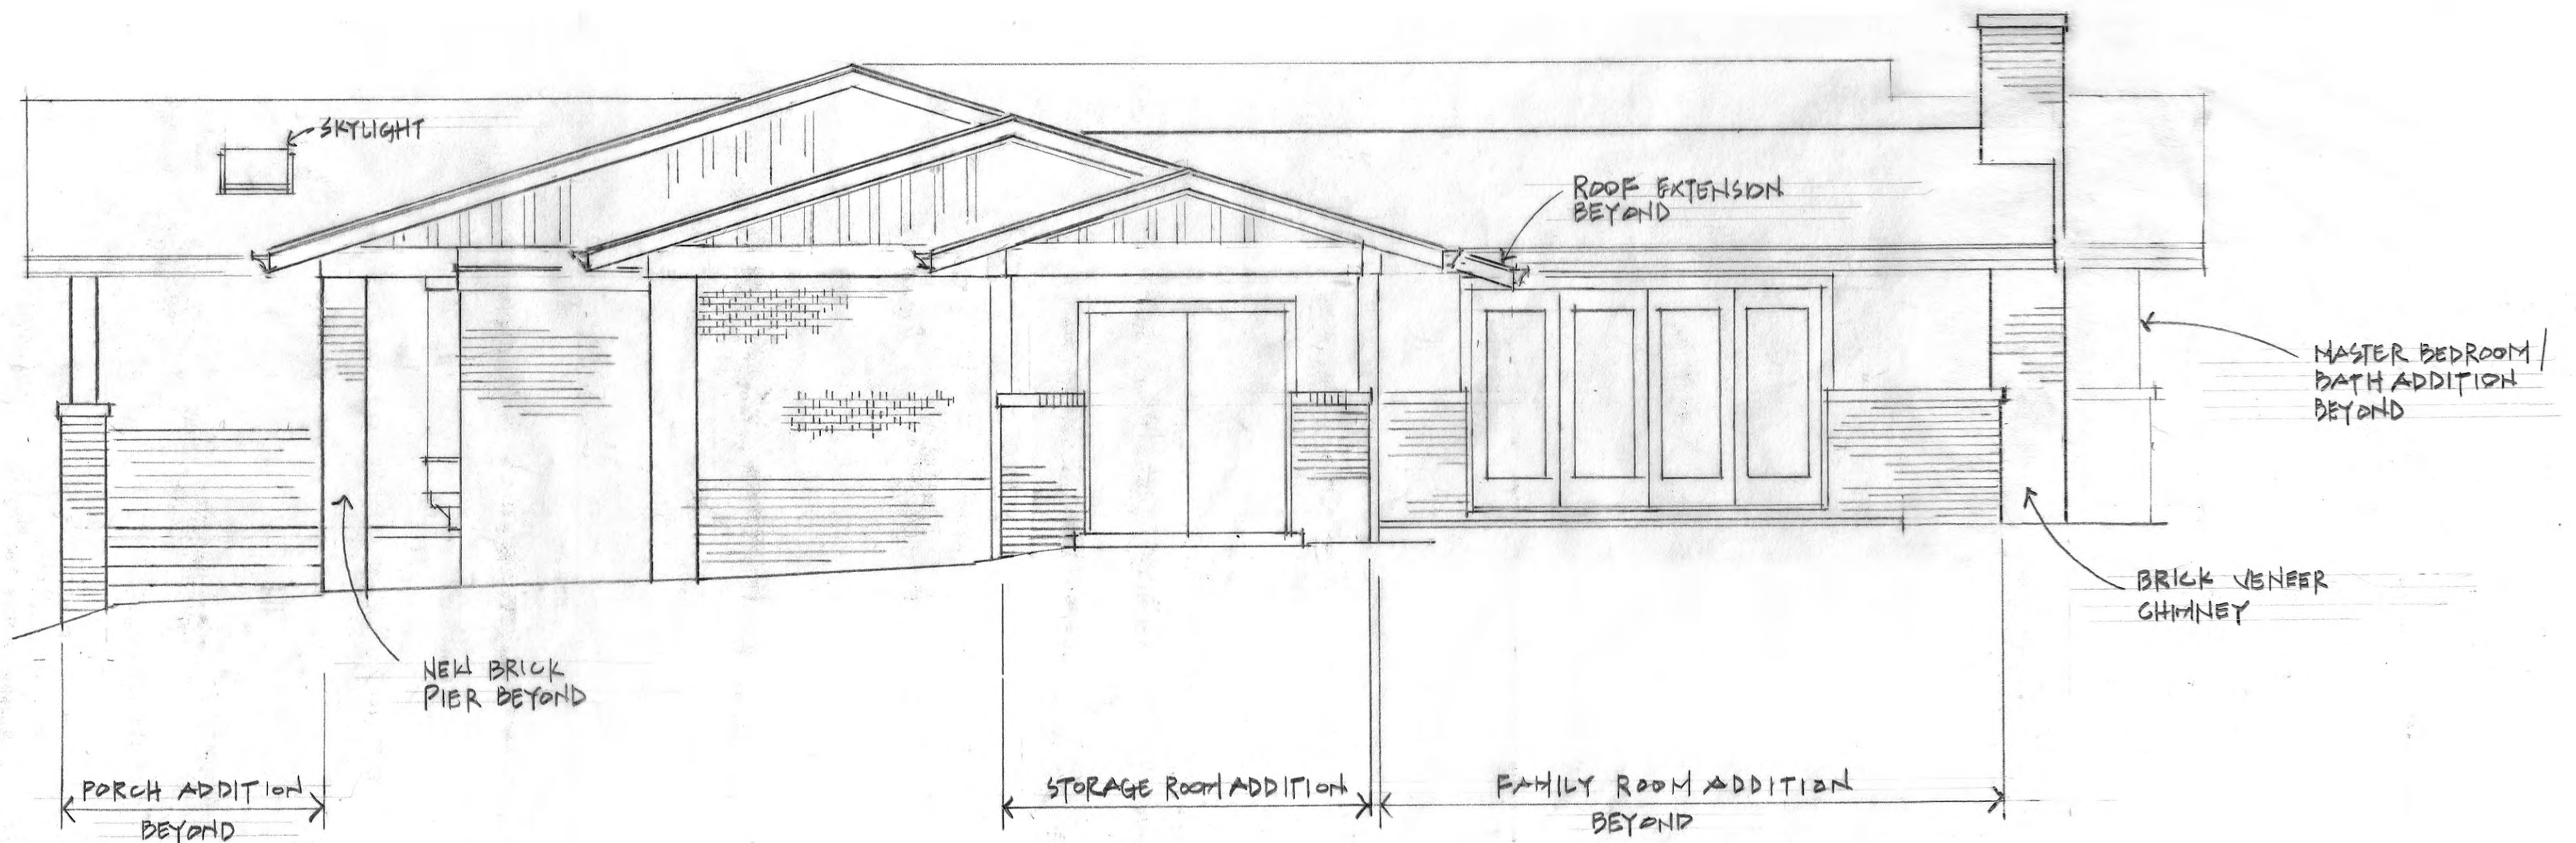 SKYLIGHT
ROOF EXTENSION
BEYOND
MASTER BEDROOM /
BATH ADDITION
BEYOND
BRICK VENEER
CHIMNEY
NEW BRICK
PIER BEYOND
PORCH ADDITION
BEYOND
STORAGE ROOM ADDITION
FAMILY ROOM ADDITION
BEYOND